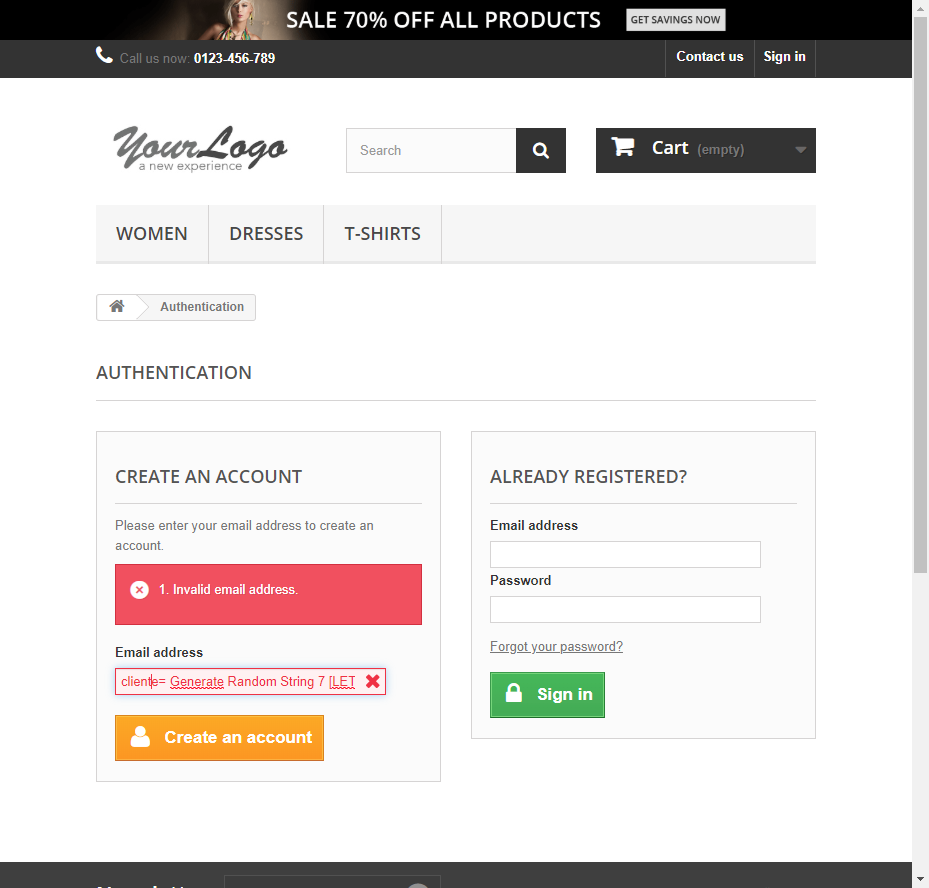 SALE 70% OFF ALL PRODUCTS GET SAVINGS NOW
Call us now: 0123-456-789 Contact us Sign in
YourLogo
a new experience
Search
Cart (empty)
WOMEN DRESSES T-SHIRTS
Authentication
AUTHENTICATION
CREATE AN ACCOUNT
Please enter your email address to create an
account.
1. Invalid email address.
Email address
cliente= Generate Random String 7 [LET
Create an account
ALREADY REGISTERED?
Email address
Password
Forgot your password?
Sign in